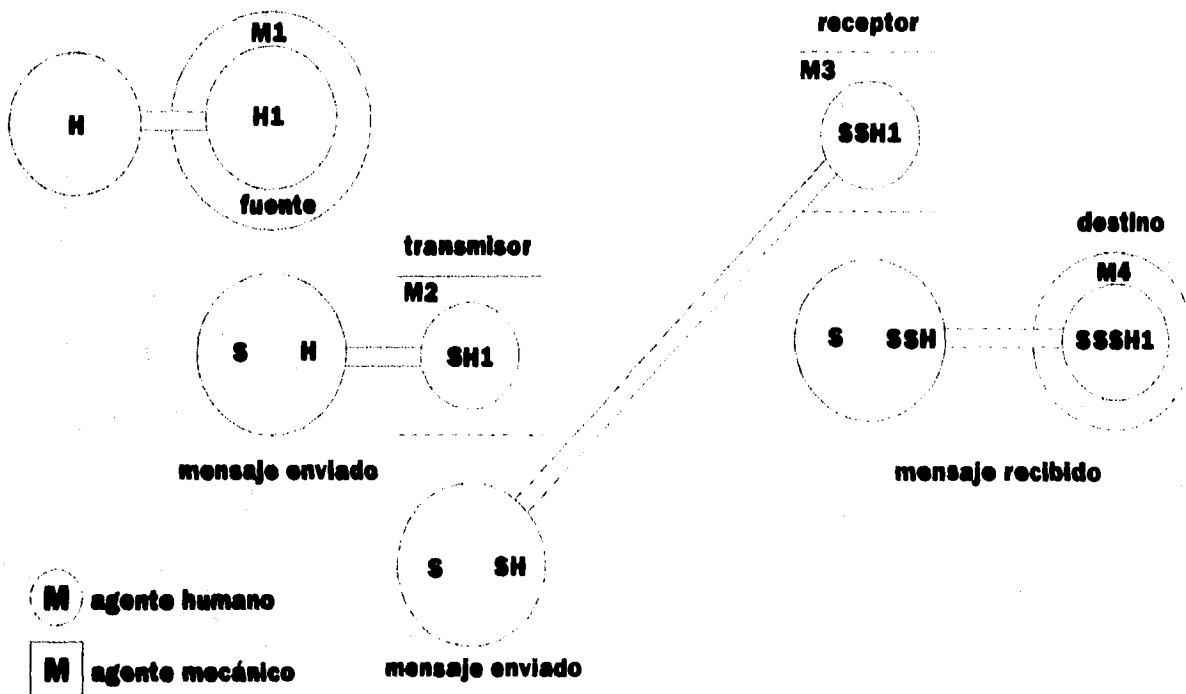 M1
H
H1
fuente
transmisor
M2
S H
SH1
mensaje enviado
S SH
mensaje enviado
receptor
M3
SSH1
destino
M4
S SSH
SSSH1
mensaje recibido
M agente humano
M agente mecánico